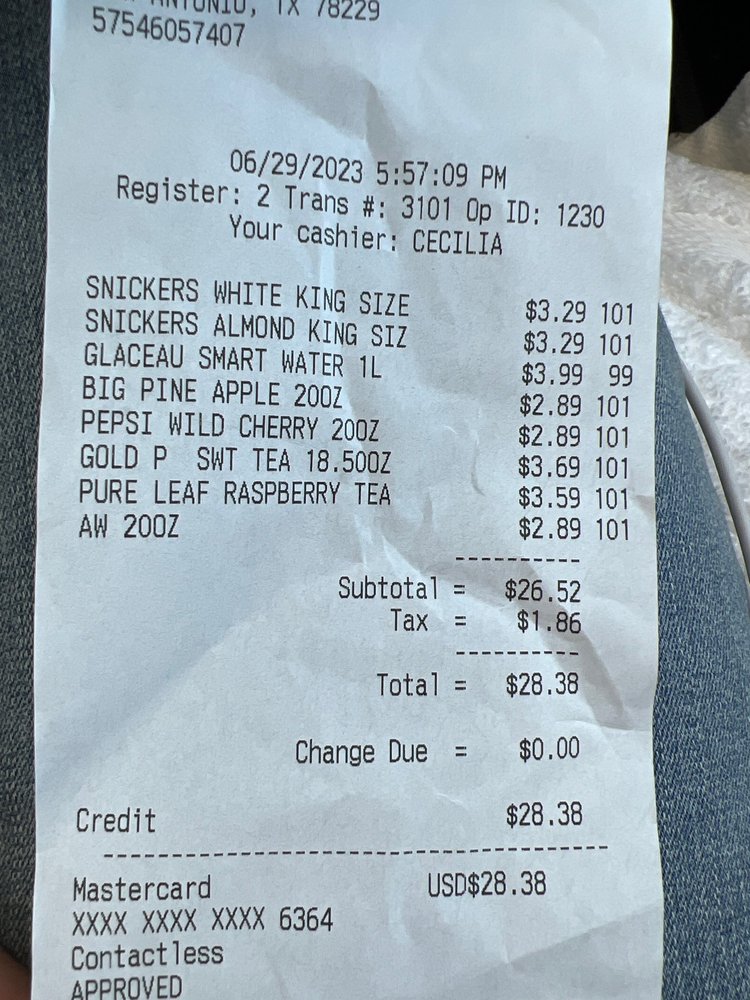 ANTONIO, TX 78229
57546057407
06/29/2023 5:57:09 PM
Register: 2 Trans #: 3101 Op ID: 1230
Your cashier: CECILIA
SNICKERS WHITE KING SIZE $3.29 101
SNICKERS ALMOND KING SIZ $3.29 101
GLACEAU SMART WATER 1L $3.99 99
BIG PINE APPLE 20OZ $2.89 101
PEPSI WILD CHERRY 20OZ $2.89 101
GOLD P SWT TEA 18.5OOZ $3.69 101
PURE LEAF RASPBERRY TEA $3.59 101
AW 20OZ $2.89 101
----------
Subtotal = $26.52
Tax = $1.86
----------
Total = $28.38
Change Due = $0.00
Credit $28.38
--------------------------------------
Mastercard USD$28.38
XXXX XXXX XXXX 6364
Contactless
APPROVED